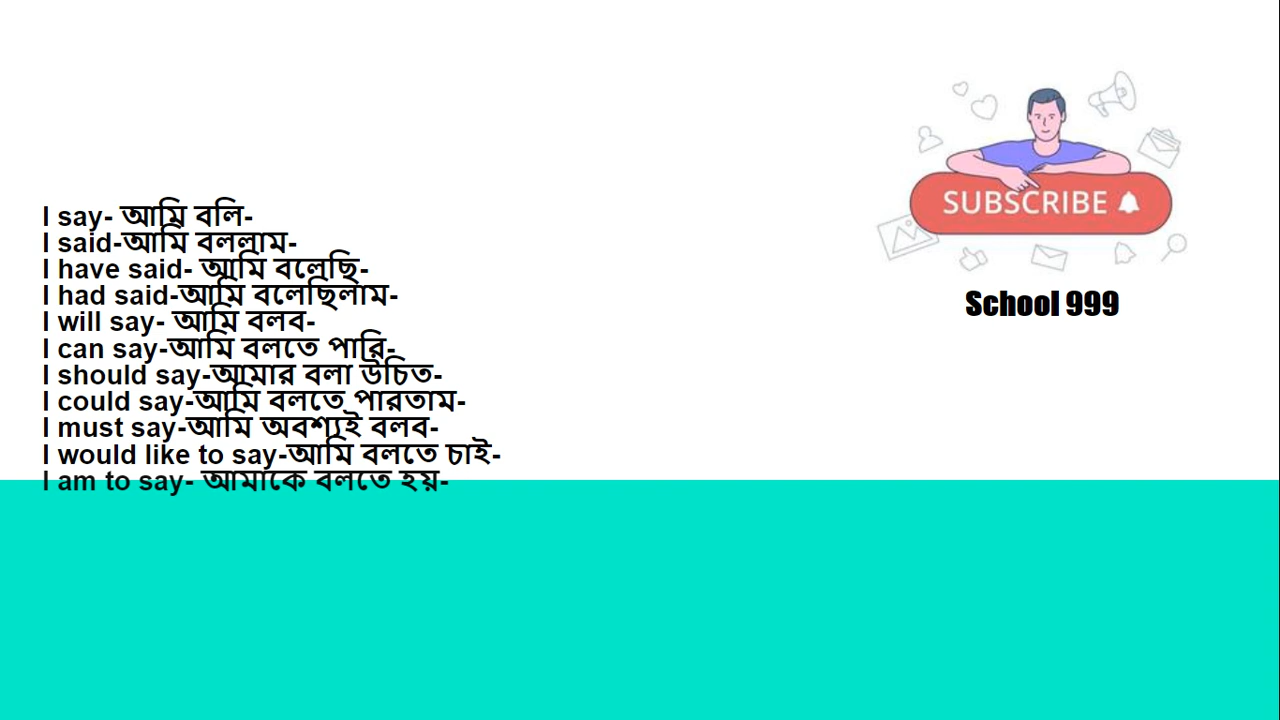 I say- আমি বলি-
I said-আমি বললাম-
I have said- আমি বলেছি-
I had said-আমি বলেছিলাম-
I will say- আমি বলব-
I can say-আমি বলতে পারি-
I should say-আমার বলা উচিত-
I could say-আমি বলতে পারতাম-
I must say-আমি অবশ্যই বলব-
I would like to say-আমি বলতে চাই-
I am to say- আমাকে বলতে হয়-
SUBSCRIBE
School 999